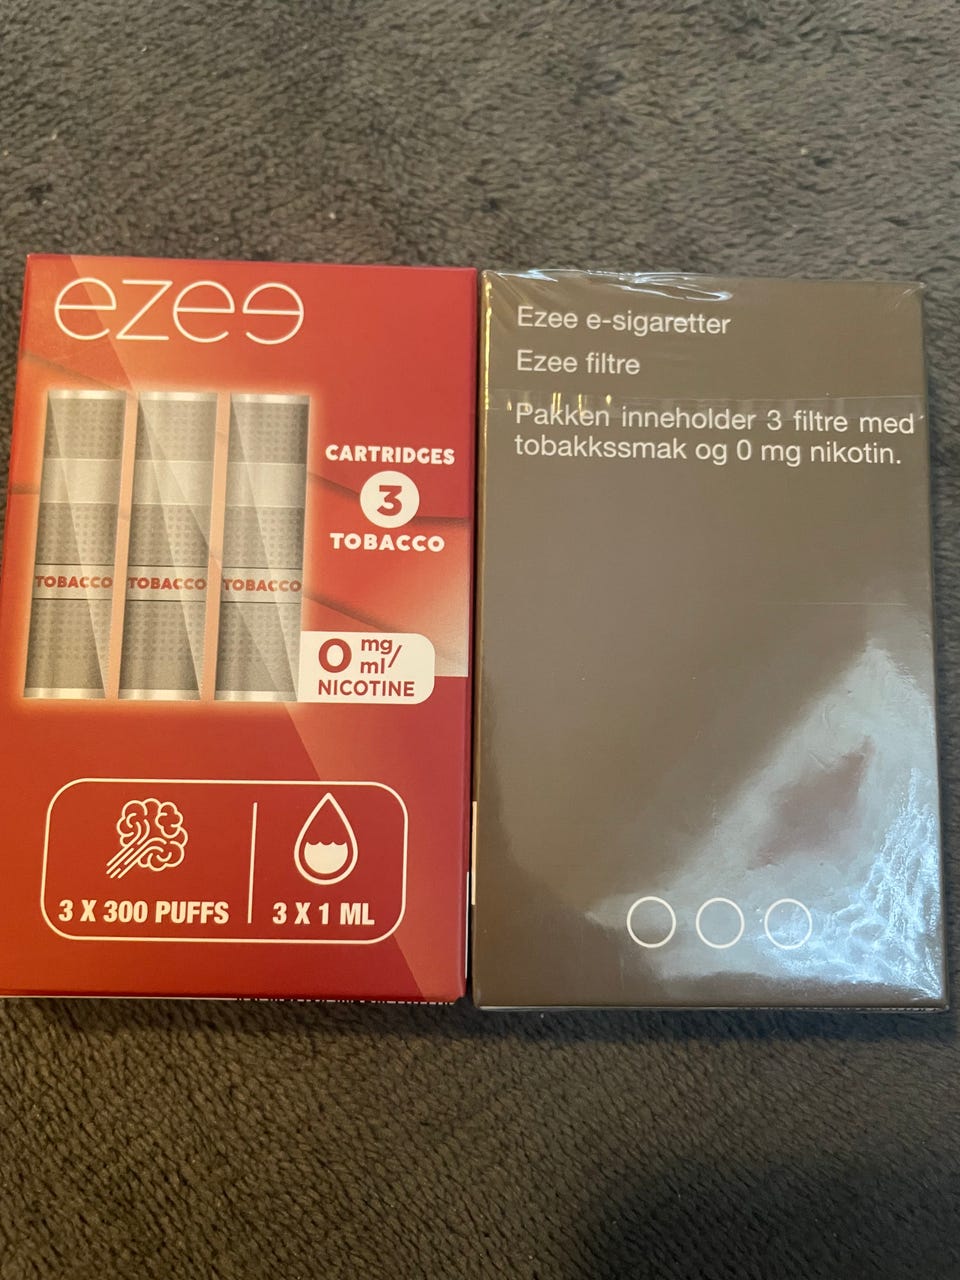 ezee
CARTRIDGES
3
TOBACCO
TOBACCO TOBACCO TOBACCO
0 mg/
ml
NICOTINE
3 X 300 PUFFS
3 X 1 ML
Ezee e-sigaretter
Ezee filtre
Pakken inneholder 3 filtre med
tobakkssmak og 0 mg nikotin.